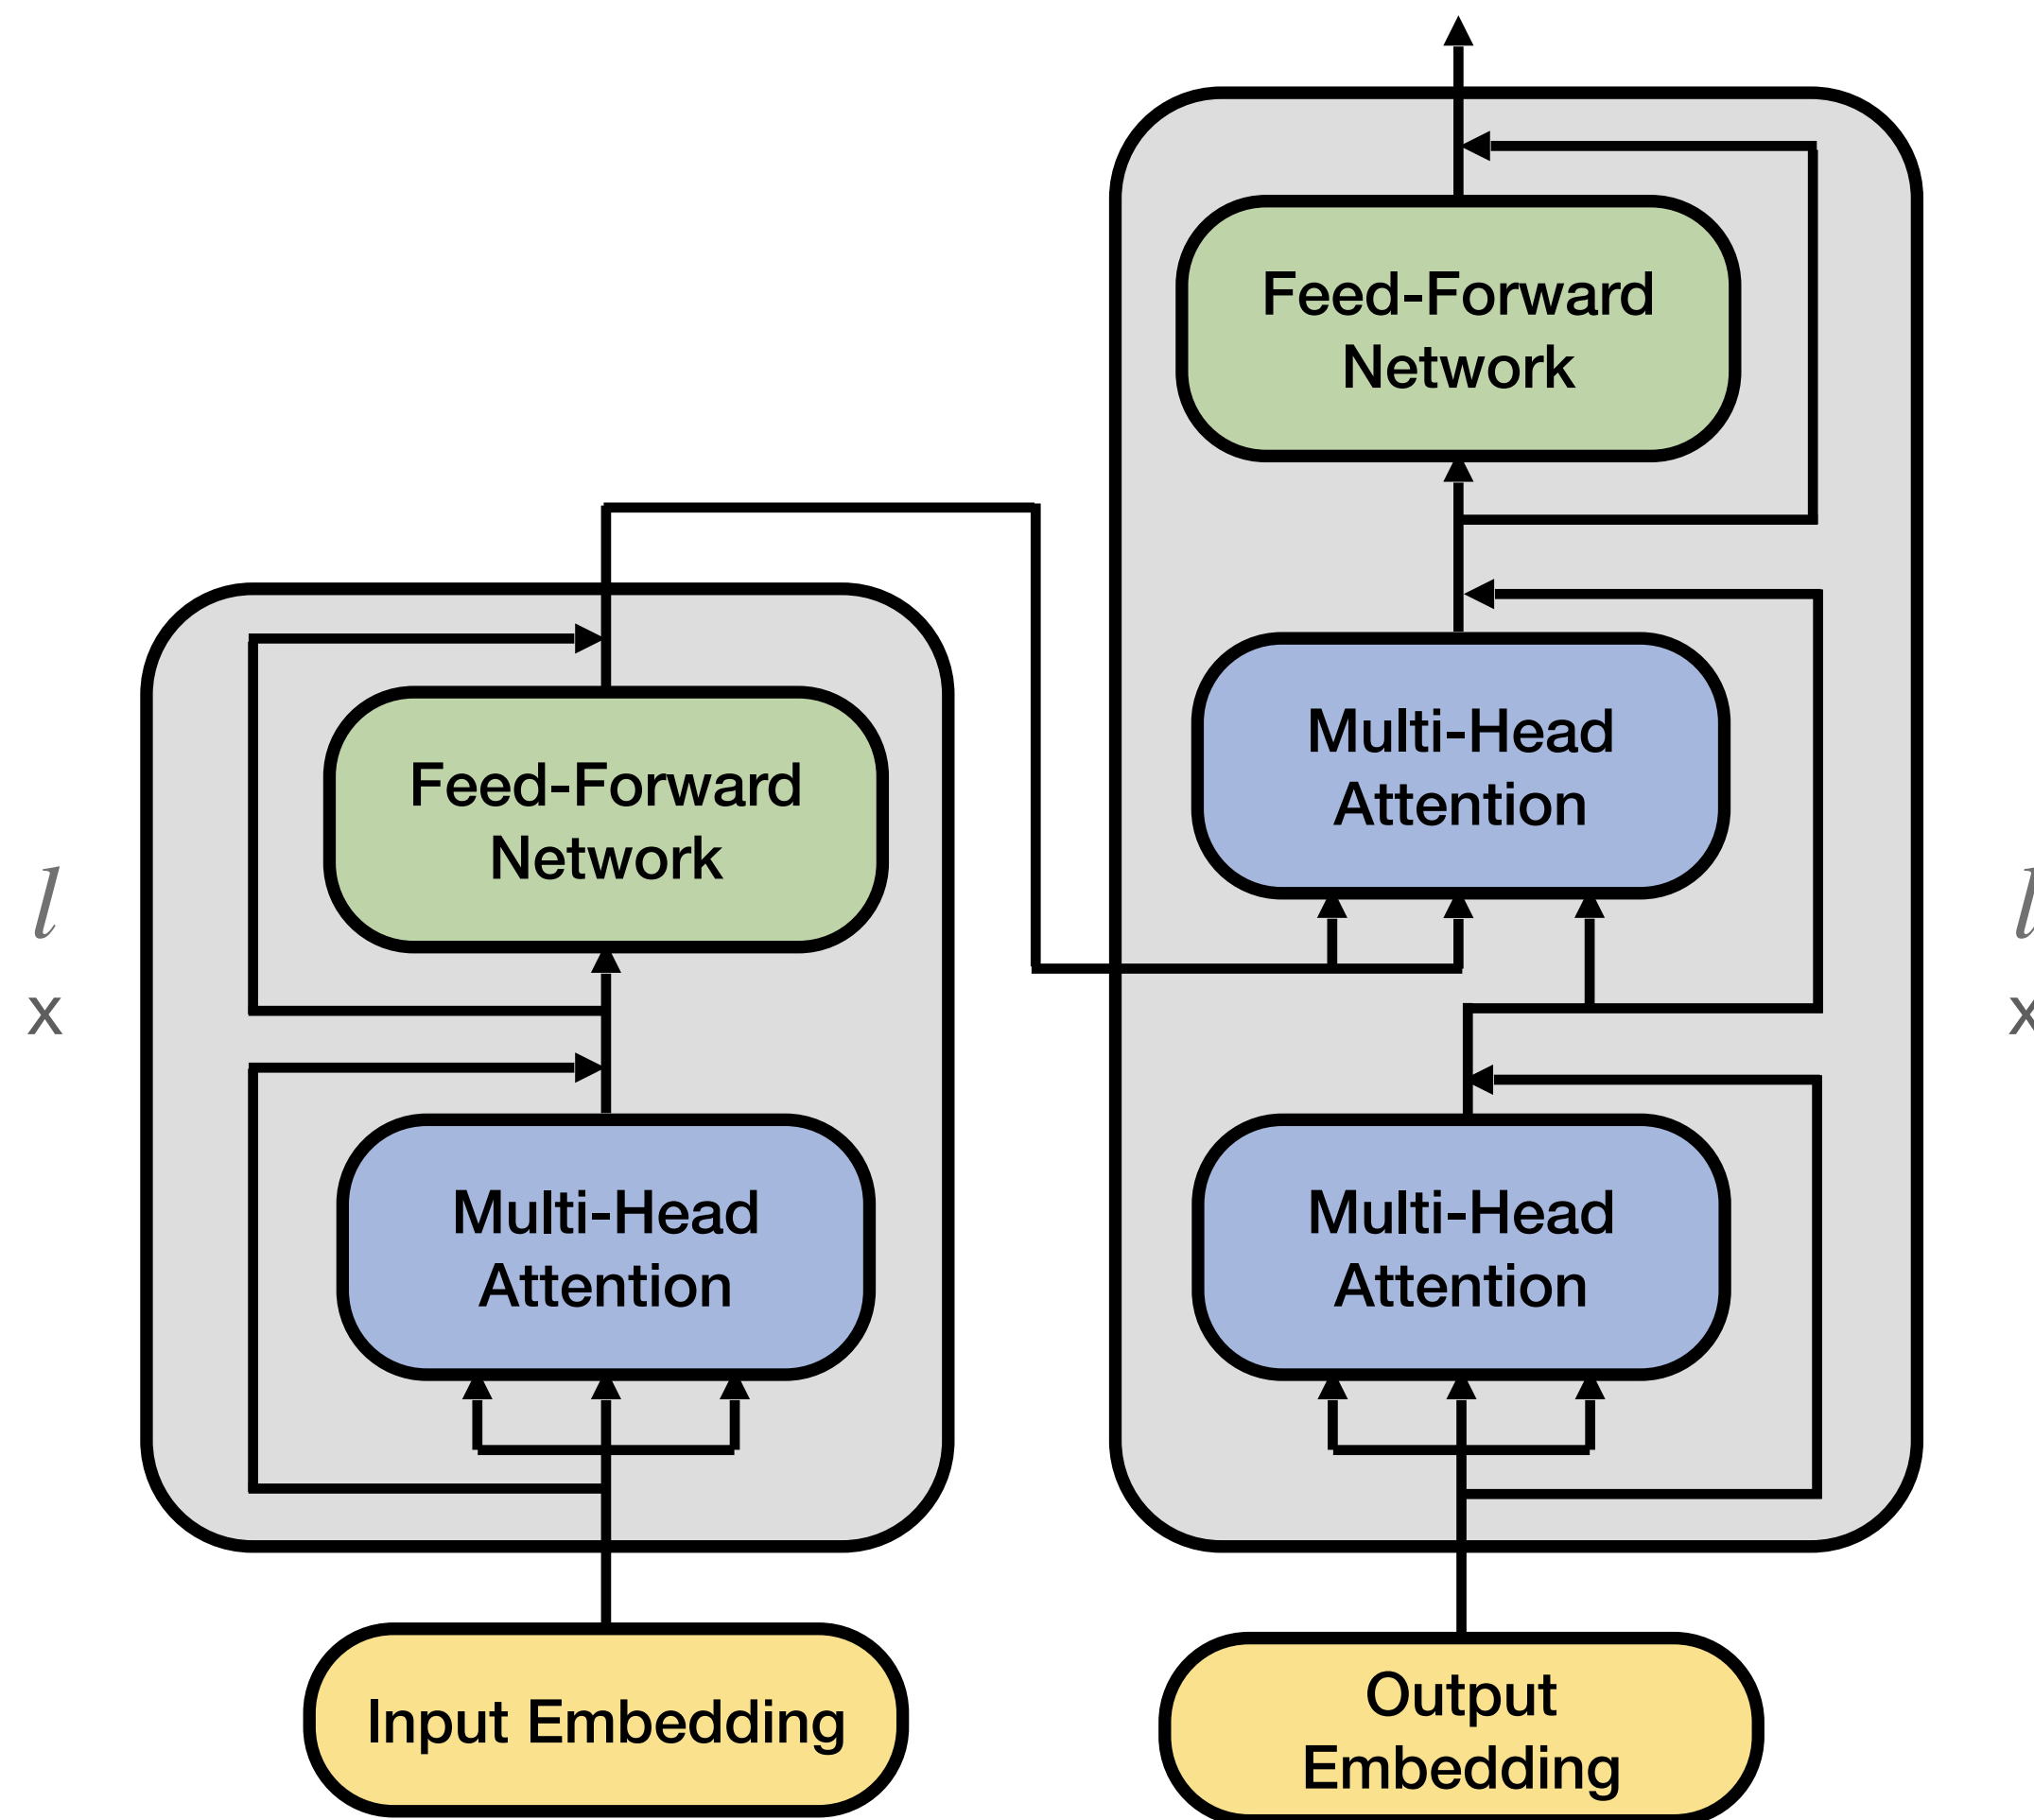 Feed-Forward
Network
Multi-Head
Attention
Multi-Head
Attention
Output
Embedding
Feed-Forward
Network
Multi-Head
Attention
Input Embedding
l
x
l
x